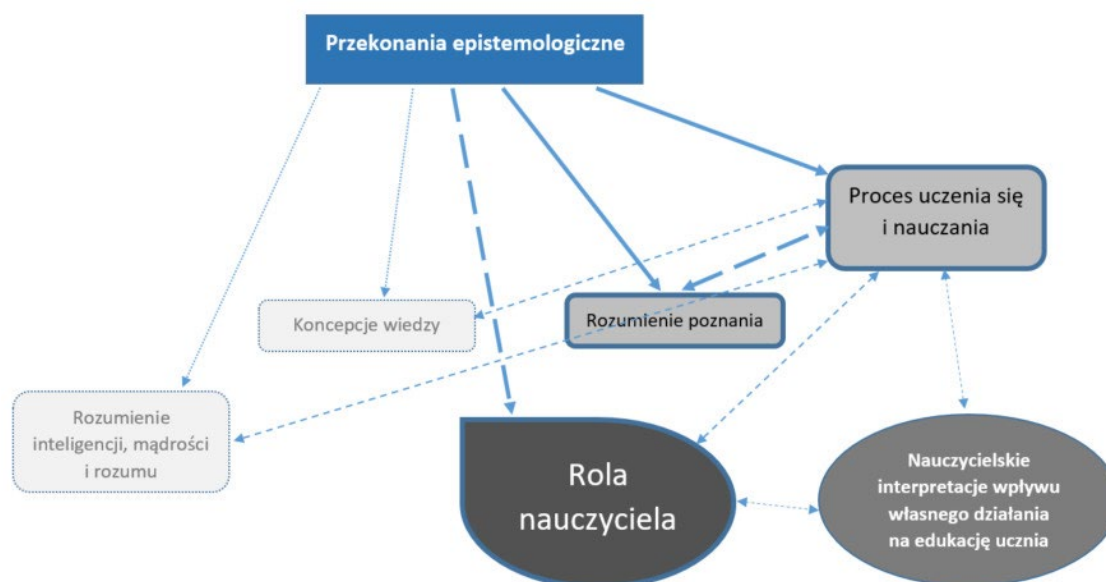 Przekonania epistemologiczne
Proces uczenia się
i nauczania
Koncepcje wiedzy
Rozumienie poznania
Rozumienie
inteligencji, mądrości
i rozumu
Rola
nauczyciela
Nauczycielskie
interpretacje wpływu
własnego działania
na edukację ucznia